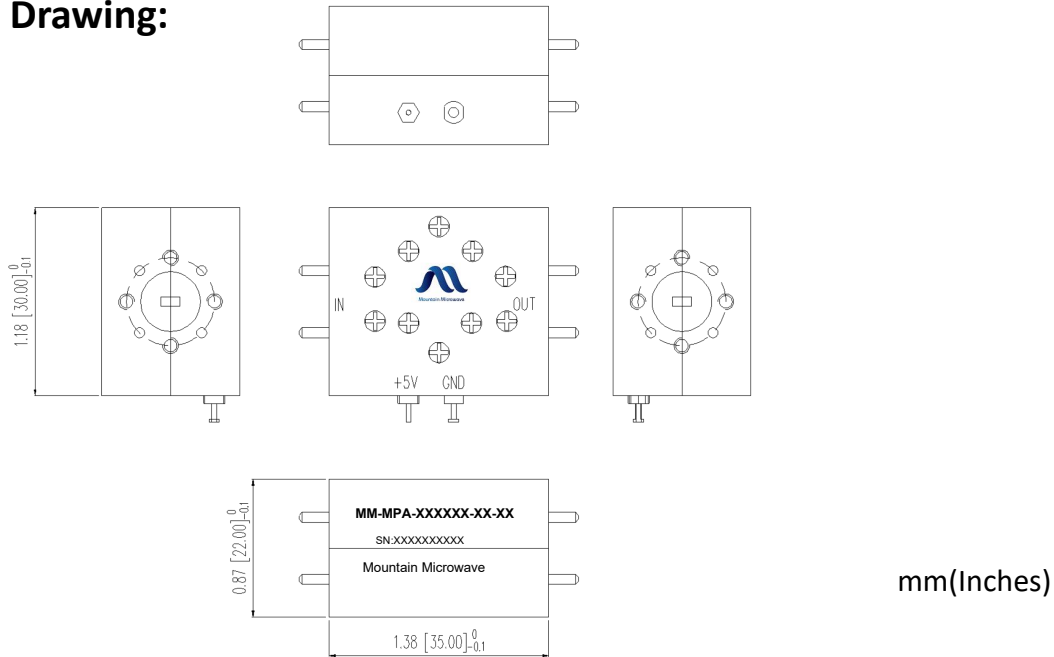 Drawing:
1.18 [30.00] 0 -0.1
IN
Mountain Microwave
OUT
+5V GND
0.87 [22.00] 0 -0.1
MM-MPA-XXXXXX-XX-XX
SN:XXXXXXXXXX
Mountain Microwave
mm(Inches)
1.38 [35.00] 0 -0.1